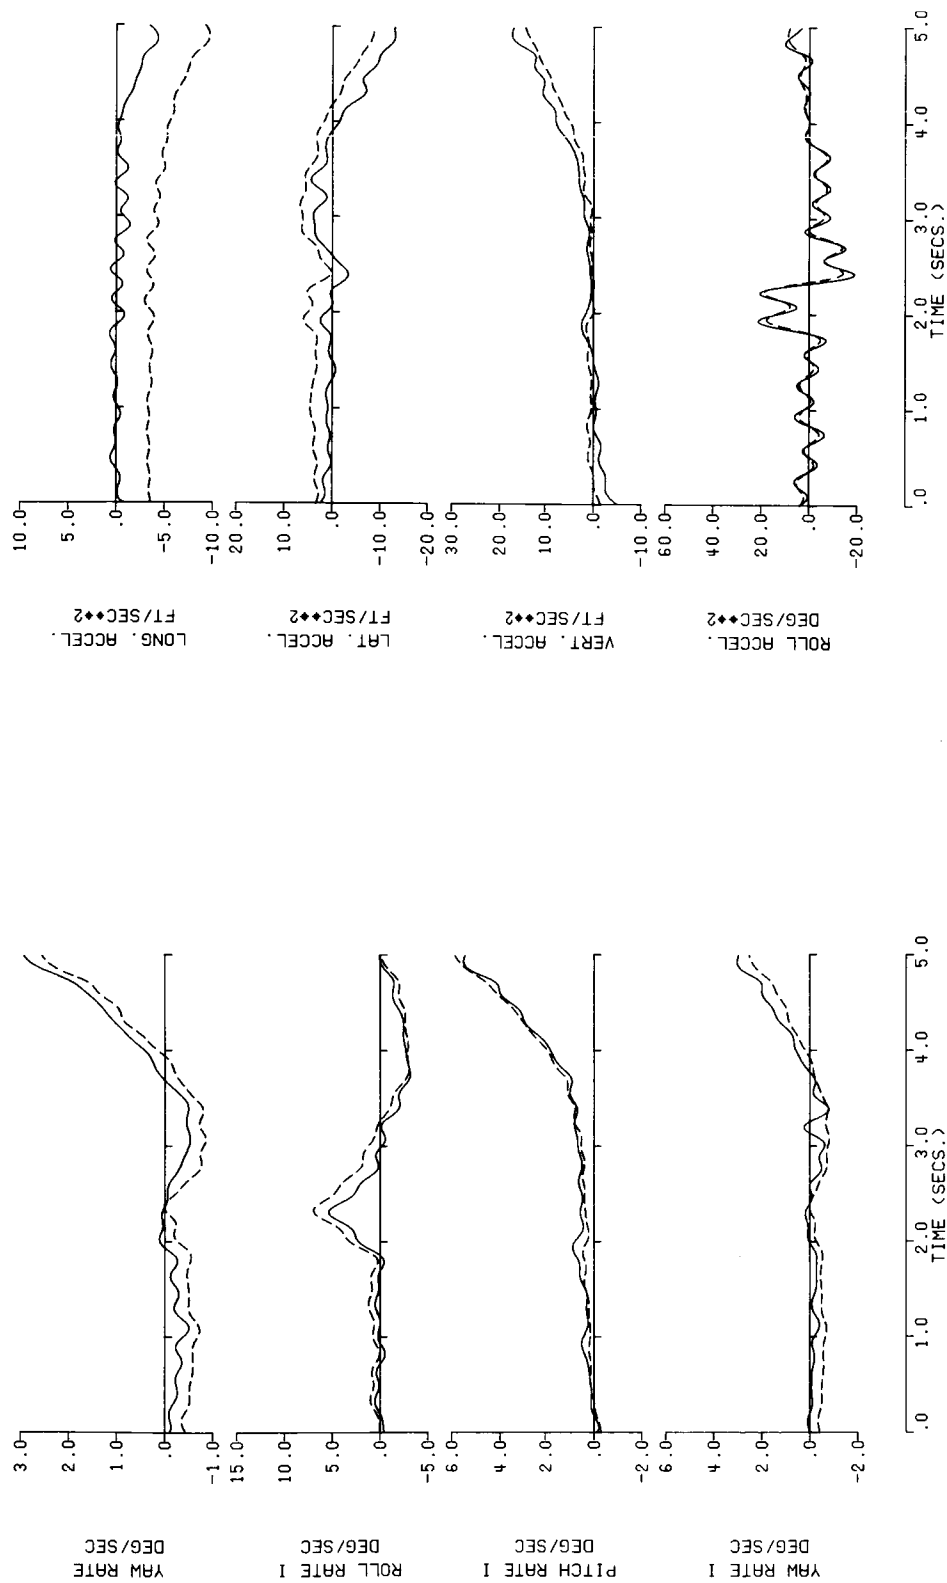 YAW RATE
DEG/SEC
3.0
2.0
1.0
.0
-1.0
ROLL RATE I
DEG/SEC
15.0
10.0
5.0
.0
-5.0
PITCH RATE I
DEG/SEC
6.0
4.0
2.0
.0
-2.0
YAW RATE I
DEG/SEC
6.0
4.0
2.0
.0
-2.0
.0 1.0 2.0 3.0 4.0 5.0
TIME (SECS.)
LONG. ACCEL.
FT/SEC**2
10.0
5.0
.0
-5.0
-10.0
LAT. ACCEL.
FT/SEC**2
20.0
10.0
.0
-10.0
-20.0
VERT. ACCEL.
FT/SEC**2
30.0
20.0
10.0
.0
-10.0
ROLL ACCEL.
DEG/SEC**2
60.0
40.0
20.0
.0
-20.0
.0 1.0 2.0 3.0 4.0 5.0
TIME (SECS.)